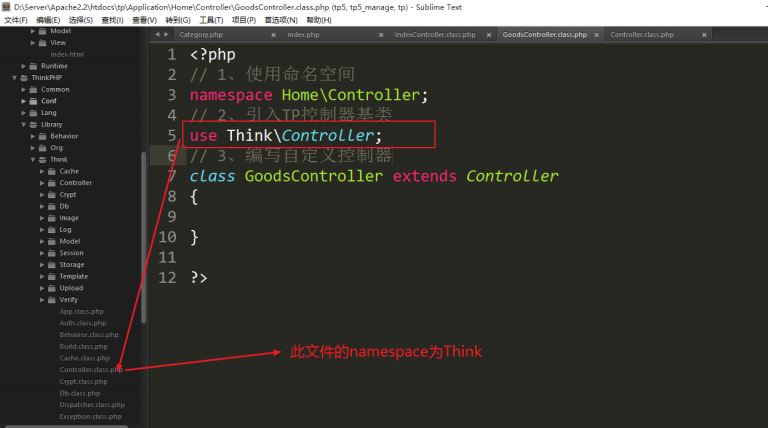 D:\Server\Apache2.2\htdocs\tp\Application\Home\Controller\GoodsController.class.php (tp5, tp5_manage, tp) - Sublime Text
文件(F) 编辑(E) 选择(S) 查找(I) 查看(V) 转到(G) 工具(T) 项目(P) 首选项(N) 帮助(H)
Model
View
index.html
Runtime
ThinkPHP
Common
Conf
Lang
Library
Behavior
Org
Think
Cache
Controller
Crypt
Db
Image
Log
Model
Session
Storage
Template
Upload
Verify
App.class.php
Auth.class.php
Behavior.class.php
Build.class.php
Cache.class.php
Controller.class.php
Crypt.class.php
Db.class.php
Dispatcher.class.php
Exception.class.php
Category.php × index.php × IndexController.class.php × GoodsController.class.php × Controller.class.php ×
1 <?php
2 // 1、使用命名空间
3 namespace Home\Controller;
4 // 2、引入TP控制器基类
5 use Think\Controller;
6 // 3、编写自定义控制器
7 class GoodsController extends Controller
8 {
9
10 }
11
12 ?>
此文件的namespace为Think